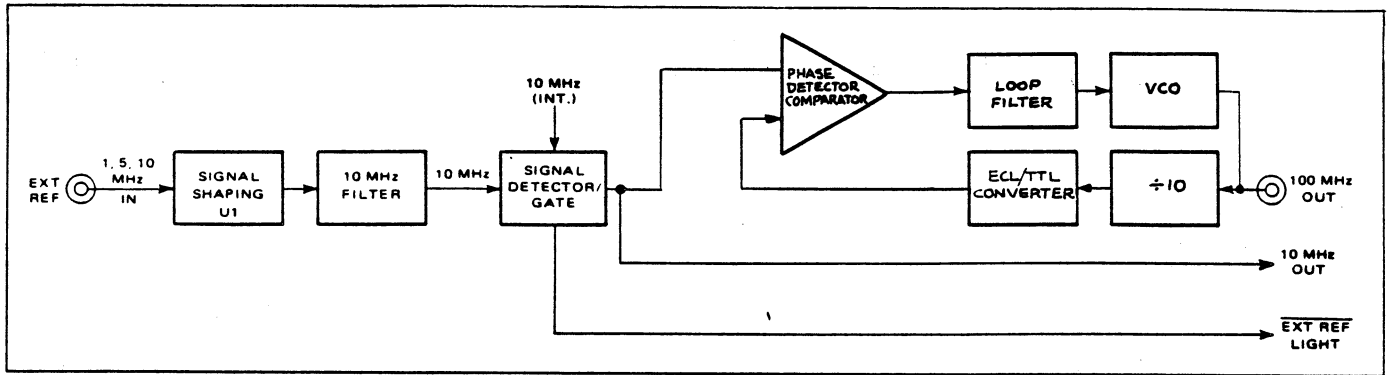 EXT
REF
1, 5, 10
MHz
IN
SIGNAL
SHAPING
U1
10 MHz
FILTER
10 MHz
10 MHz
(INT.)
SIGNAL
DETECTOR/
GATE
PHASE
DETECTOR
COMPARATOR
LOOP
FILTER
VCO
ECL/TTL
CONVERTER
÷10
100 MHz
OUT
10 MHz
OUT
EXT REF
LIGHT